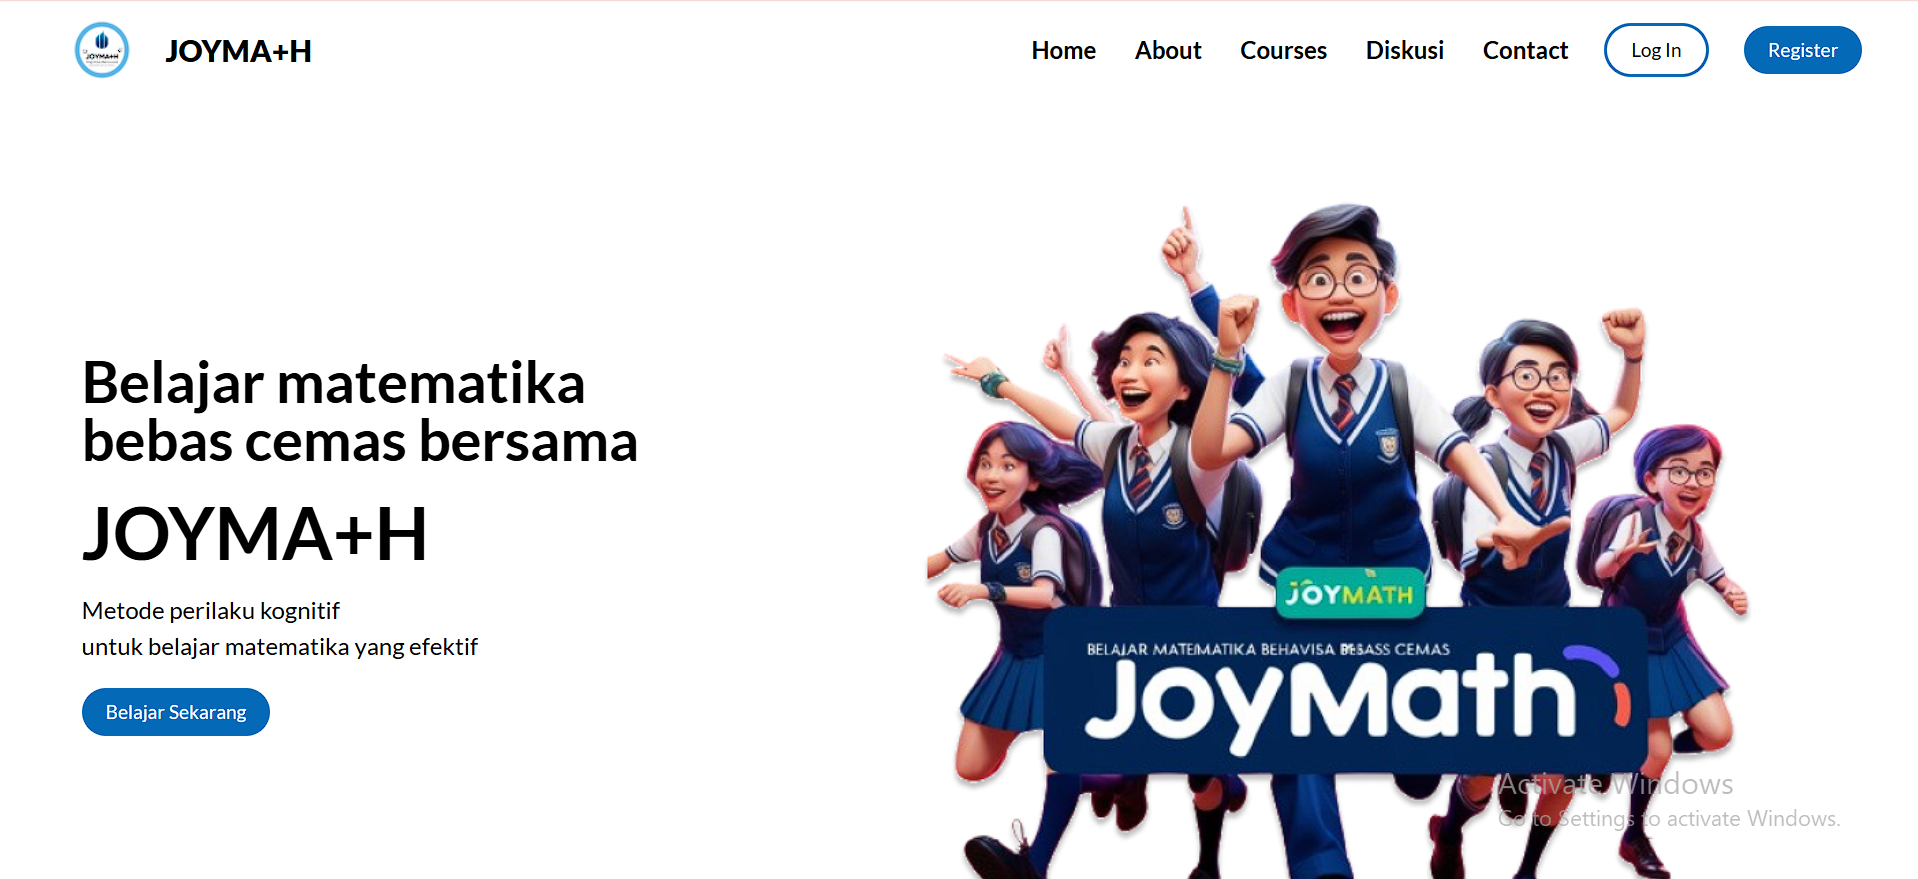 JOYMA+H
JOYMA+H
Home
About
Courses
Diskusi
Contact
Log In
Register
Belajar matematika
bebas cemas bersama
JOYMA+H
Metode perilaku kognitif
untuk belajar matematika yang efektif
Belajar Sekarang
JOYMATH
BELAJAR MATEMATIKA BEHAVISA CEMAS
JoyMath
Activate Windows
Go to Settings to activate Windows.